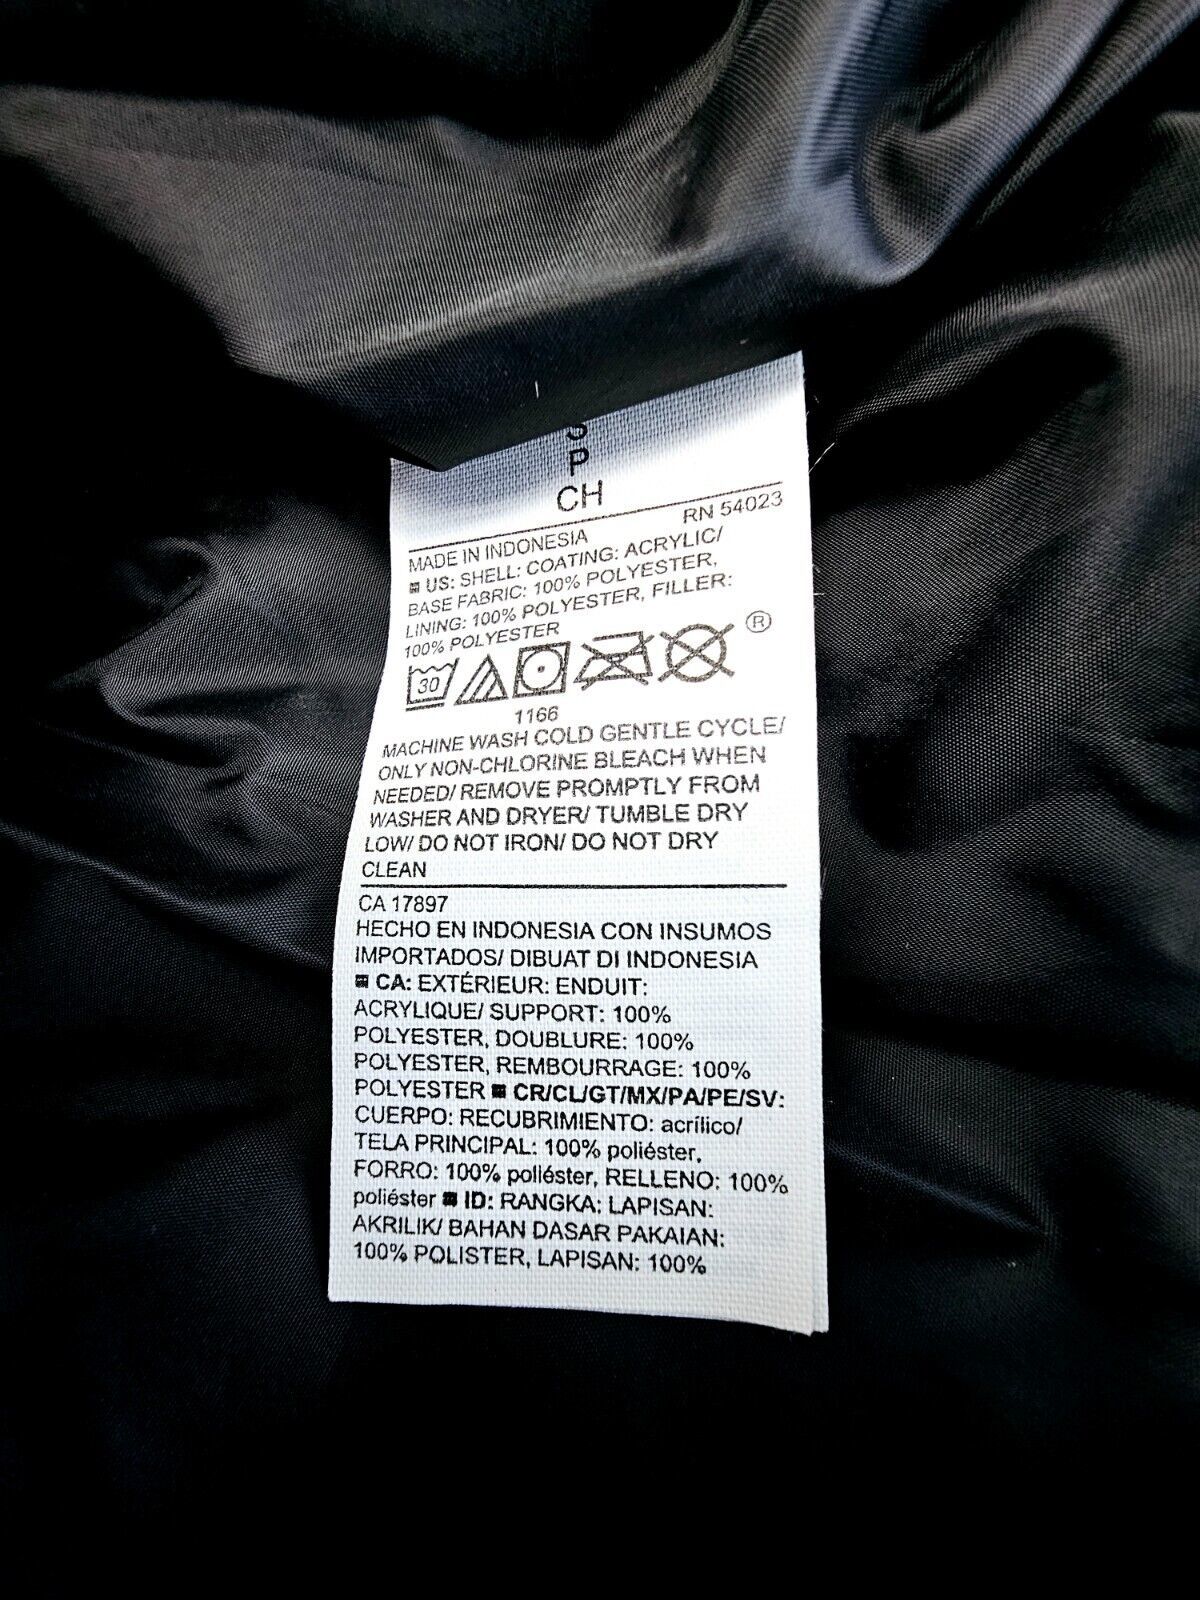 S
P
CH
RN 54023
MADE IN INDONESIA
US: SHELL: COATING: ACRYLIC/
BASE FABRIC: 100% POLYESTER,
LINING: 100% POLYESTER, FILLER:
100% POLYESTER
®
30
1166
MACHINE WASH COLD GENTLE CYCLE/
ONLY NON-CHLORINE BLEACH WHEN
NEEDED/ REMOVE PROMPTLY FROM
WASHER AND DRYER/ TUMBLE DRY
LOW/ DO NOT IRON/ DO NOT DRY
CLEAN
CA 17897
HECHO EN INDONESIA CON INSUMOS
IMPORTADOS/ DIBUAT DI INDONESIA
CA: EXTÉRIEUR: ENDUIT:
ACRYLIQUE/ SUPPORT: 100%
POLYESTER, DOUBLURE: 100%
POLYESTER, REMBOURRAGE: 100%
POLYESTER CR/CL/GT/MX/PA/PE/SV:
CUERPO: RECUBRIMIENTO: acrílico/
TELA PRINCIPAL: 100% poliéster,
FORRO: 100% poliéster, RELLENO: 100%
poliéster ID: RANGKA: LAPISAN:
AKRILIK/ BAHAN DASAR PAKAIAN:
100% POLISTER, LAPISAN: 100%